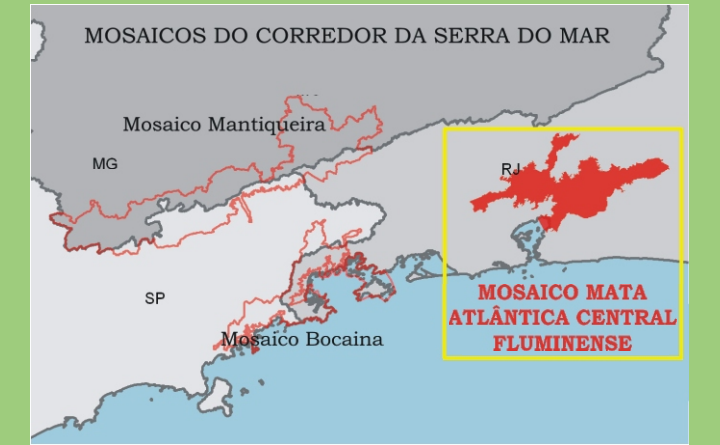 MOSAICOS DO CORREDOR DA SERRA DO MAR
Mosaico Mantiqueira
MG
RJ
SP
MOSAICO MATA
ATLÂNTICA CENTRAL
FLUMINENSE
Mosaico Bocaina